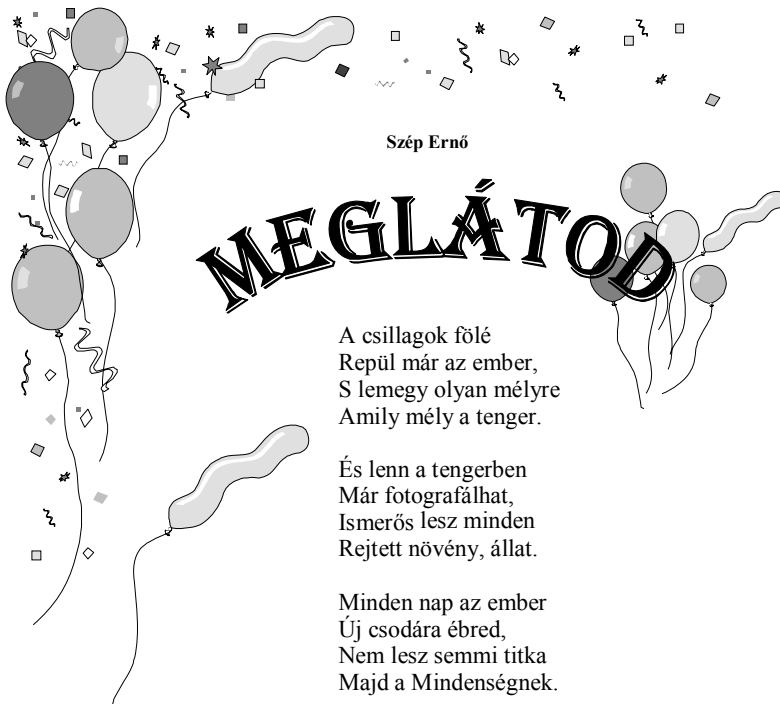 Szép Ernő
MEGLÁTOD
A csillagok fölé
Repül már az ember,
S lemegy olyan mélyre
Amily mély a tenger.
És lenn a tengerben
Már fotografálhat,
Ismerős lesz minden
Rejtett növény, állat.
Minden nap az ember
Új csodára ébred,
Nem lesz semmi titka
Majd a Mindenségnek.